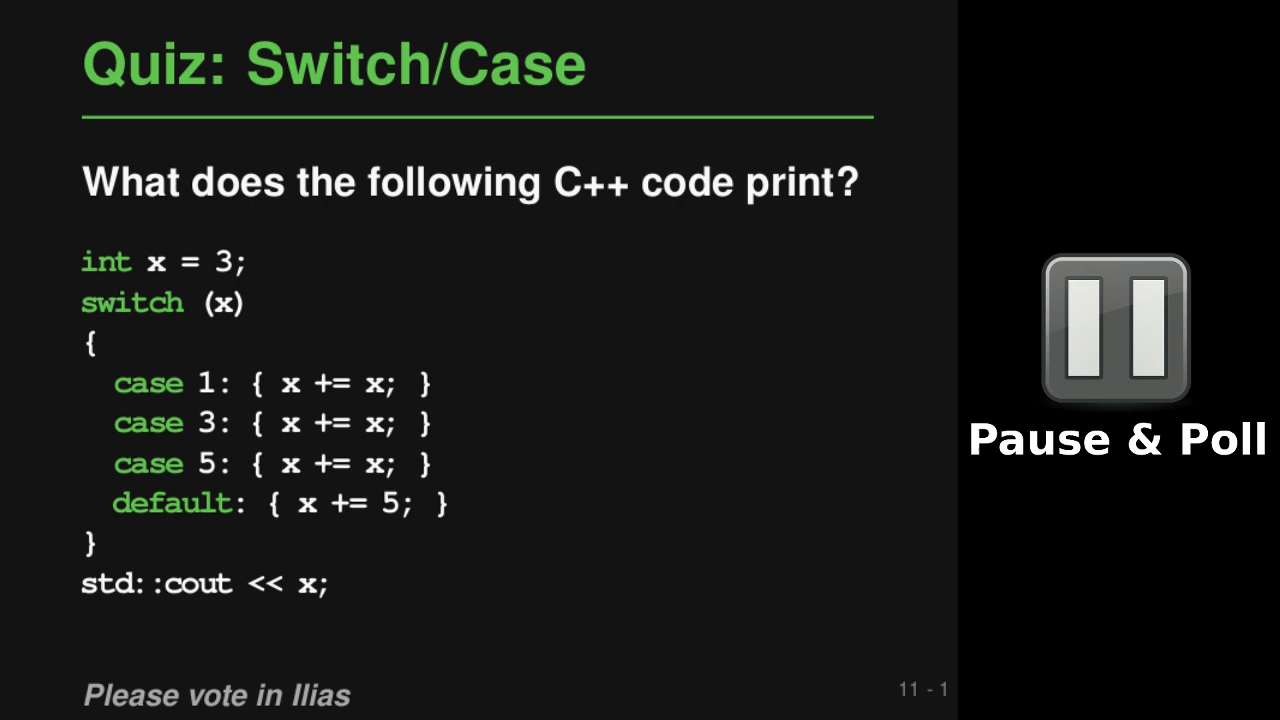 Quiz: Switch/Case
What does the following C++ code print?
int x = 3;
switch (x)
{
case 1: { x += x; }
case 3: { x += x; }
case 5: { x += x; }
default: { x += 5; }
}
std::cout << x;
Pause & Poll
Please vote in Ilias
11 - 1